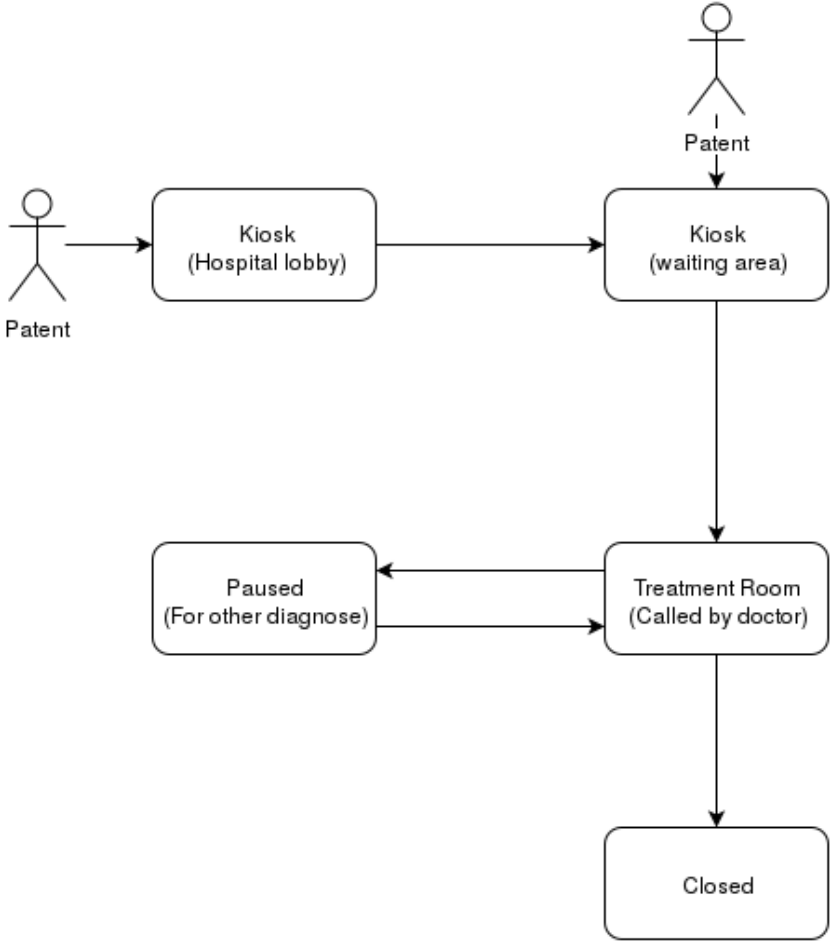 Patent
Kiosk
(Hospital lobby)
Kiosk
(waiting area)
Patent
Paused
(For other diagnose)
Treatment Room
(Called by doctor)
Closed